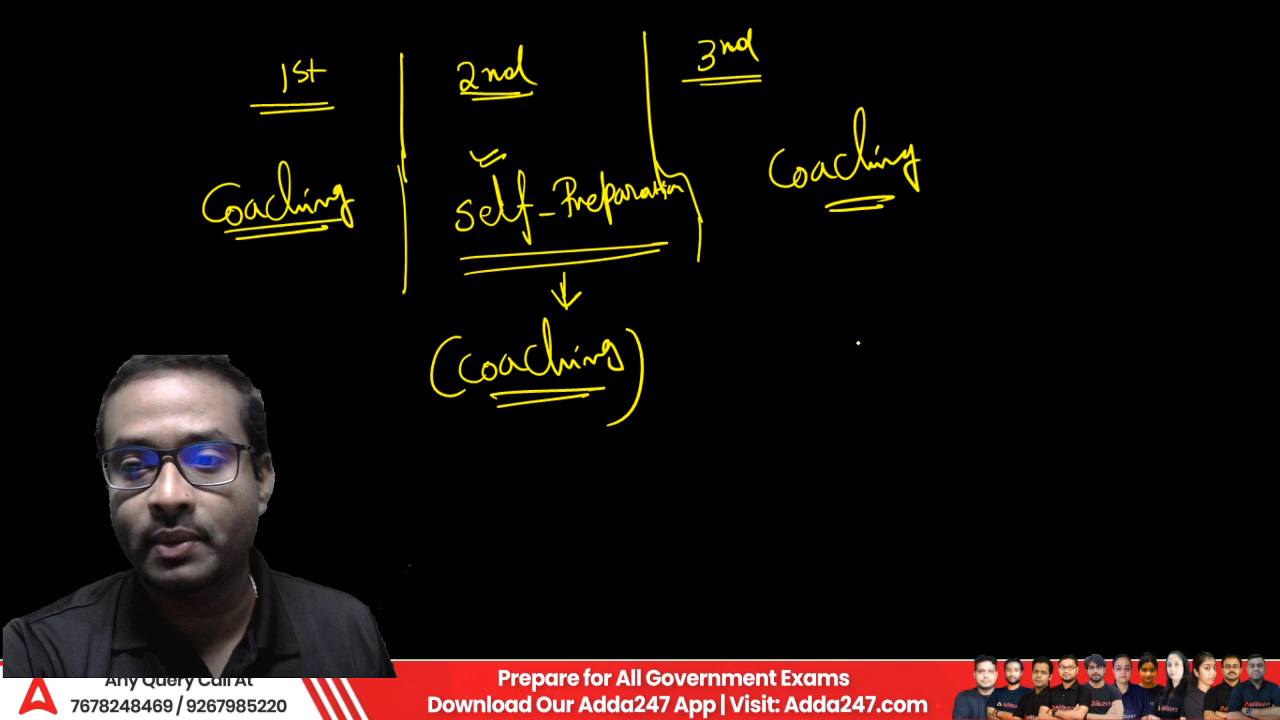 1st
2nd
3nd
Coaching
self-Preparation
Coaching
(Coaching)
Any Query Call At
7678248469 / 9267985220
Prepare for All Government Exams
Download Our Adda247 App | Visit: Adda247.com